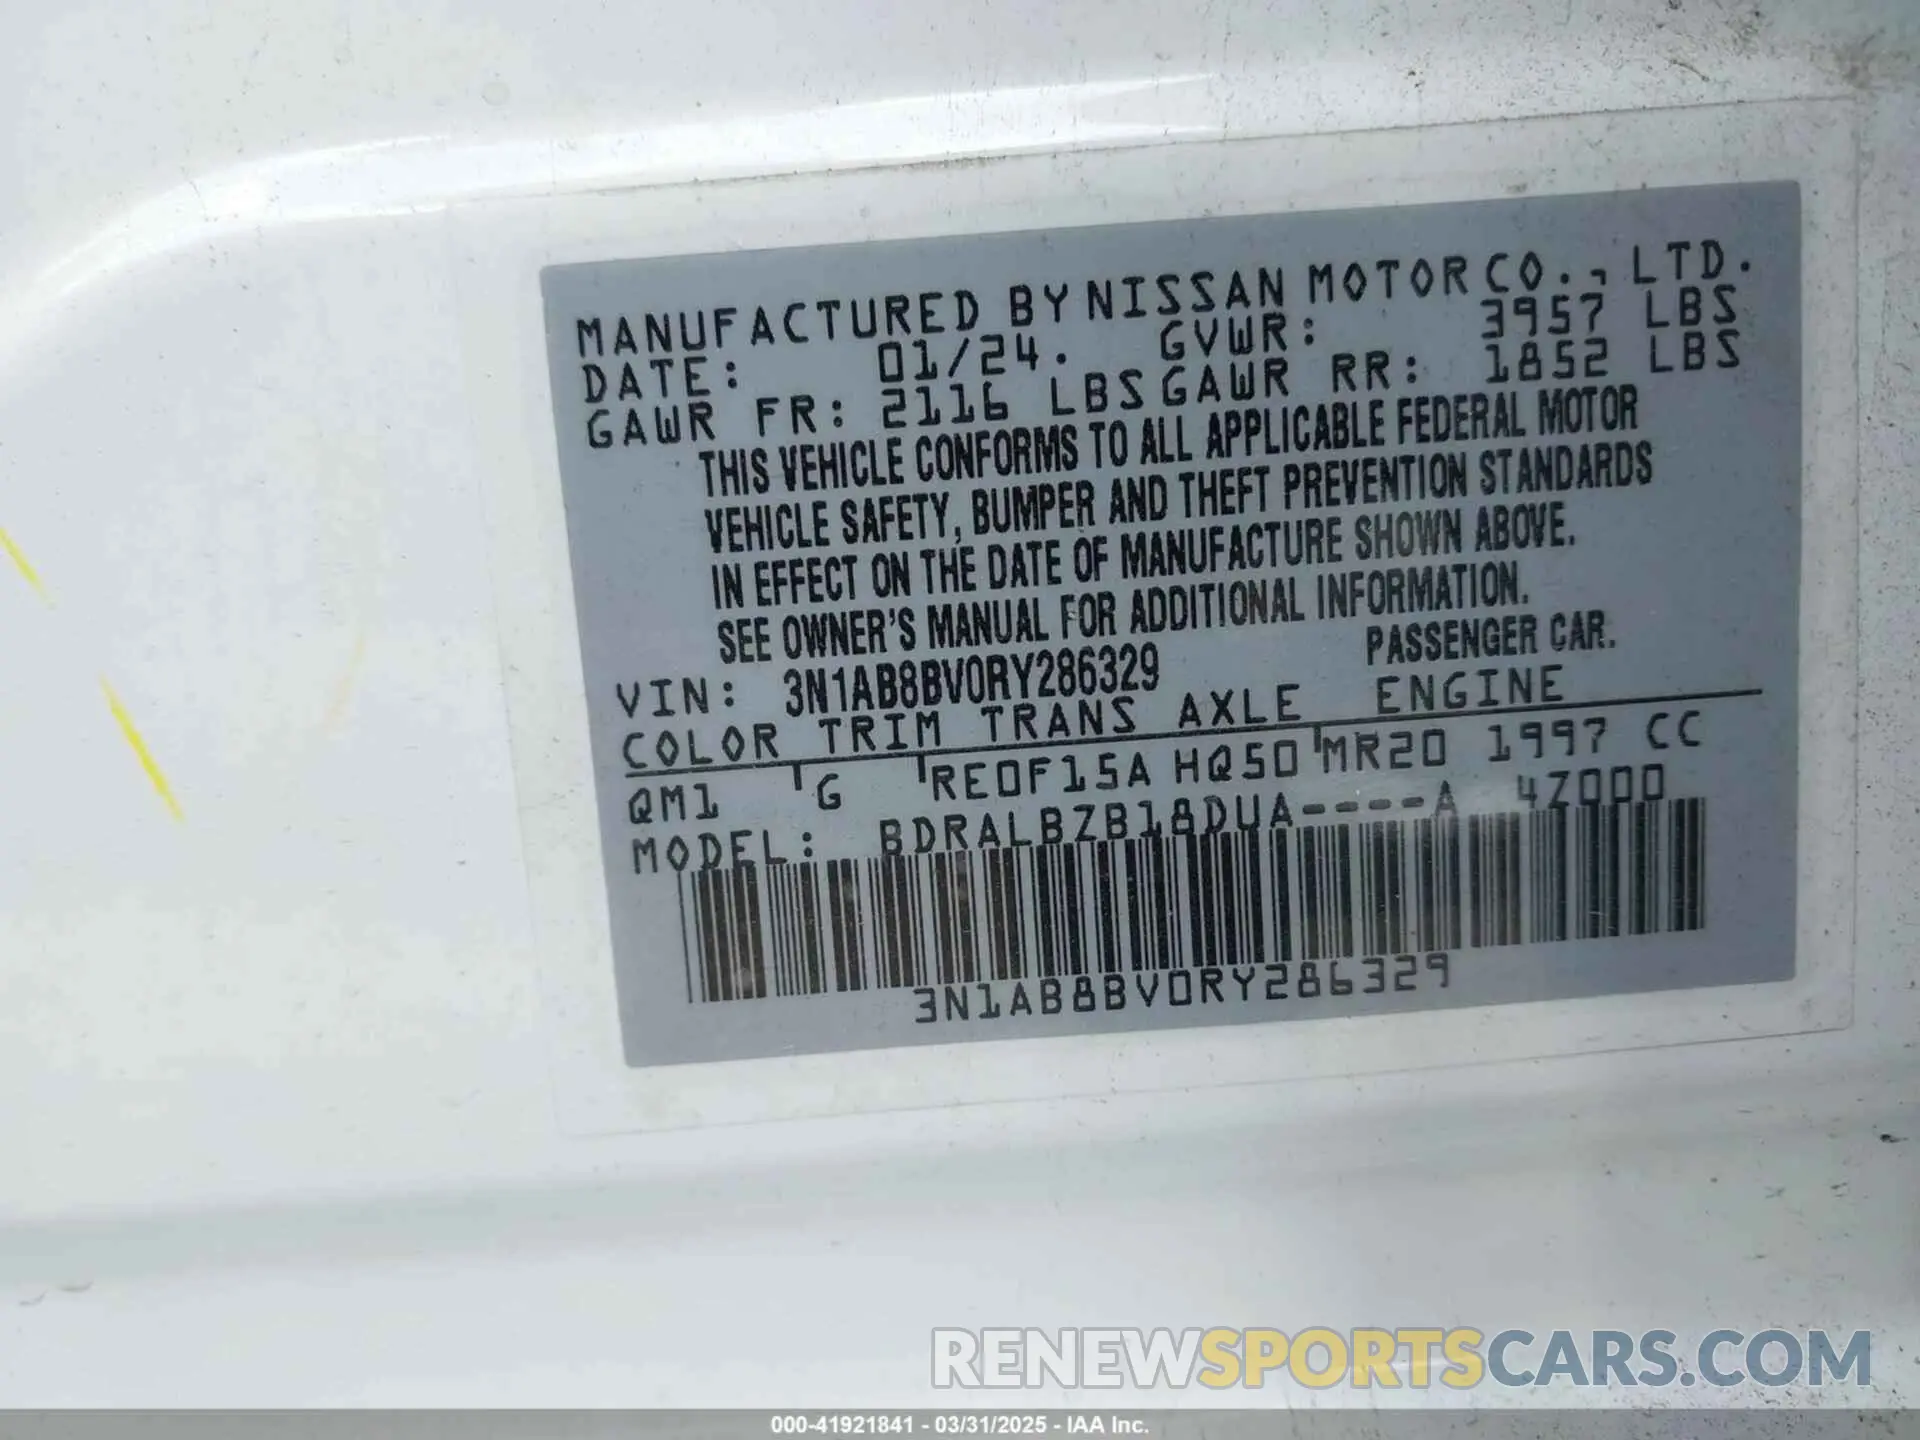 MANUFACTURED BY NISSAN MOTOR CO., LTD.
DATE: 01/24. GVWR: 3957 LBS
GAWR FR: 2116 LBS GAWR RR: 1852 LBS
THIS VEHICLE CONFORMS TO ALL APPLICABLE FEDERAL MOTOR
VEHICLE SAFETY, BUMPER AND THEFT PREVENTION STANDARDS
IN EFFECT ON THE DATE OF MANUFACTURE SHOWN ABOVE.
SEE OWNER'S MANUAL FOR ADDITIONAL INFORMATION.
VIN: 3N1AB8BV0RY286329 PASSENGER CAR.
COLOR TRIM TRANS AXLE ENGINE
QM1 G RE0F15A HQ50 MR20 1997 CC
MODEL: BDRALBZB18DUA----A 4Z000
3N1AB8BV0RY286329
RENEWSPORTSCARS.COM
000-41921841 - 03/31/2025 - IAA Inc.